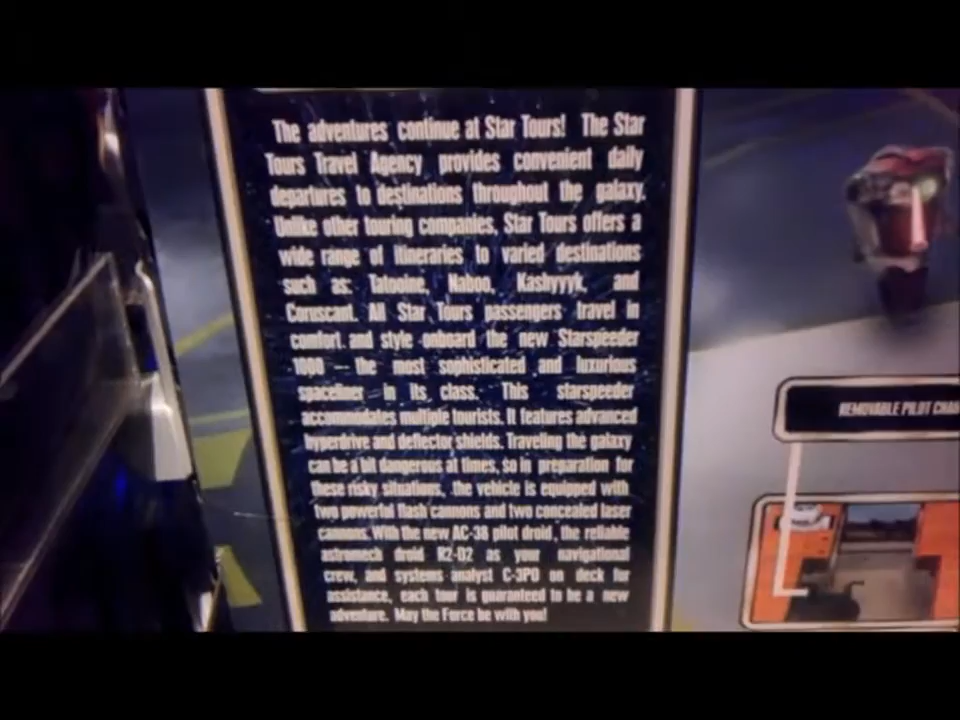 The adventures continue at Star Tours! The Star
Tours Travel Agency provides convenient daily
departures to destinations throughout the galaxy.
Unlike other touring companies, Star Tours offers a
wide range of itineraries to varied destinations
such as: Tatooine, Naboo, Kashyyyk, and
Coruscant. All Star Tours passengers travel in
comfort and style onboard the new Starspeeder
1000 — the most sophisticated and luxurious
spaceliner in its class. This starspeeder
accommodates multiple tourists. It features advanced
hyperdrive and deflector shields. Traveling the galaxy
can be a bit dangerous at times, so in preparation for
these risky situations, the vehicle is equipped with
two powerful flash cannons and two concealed laser
cannons. With the new AC-38 pilot droid, the reliable
astromech droid R2-D2 as your navigational
crew, and systems analyst C-3PO on deck for
assistance, each tour is guaranteed to be a new
adventure. May the Force be with you!
REMOVABLE PILOT